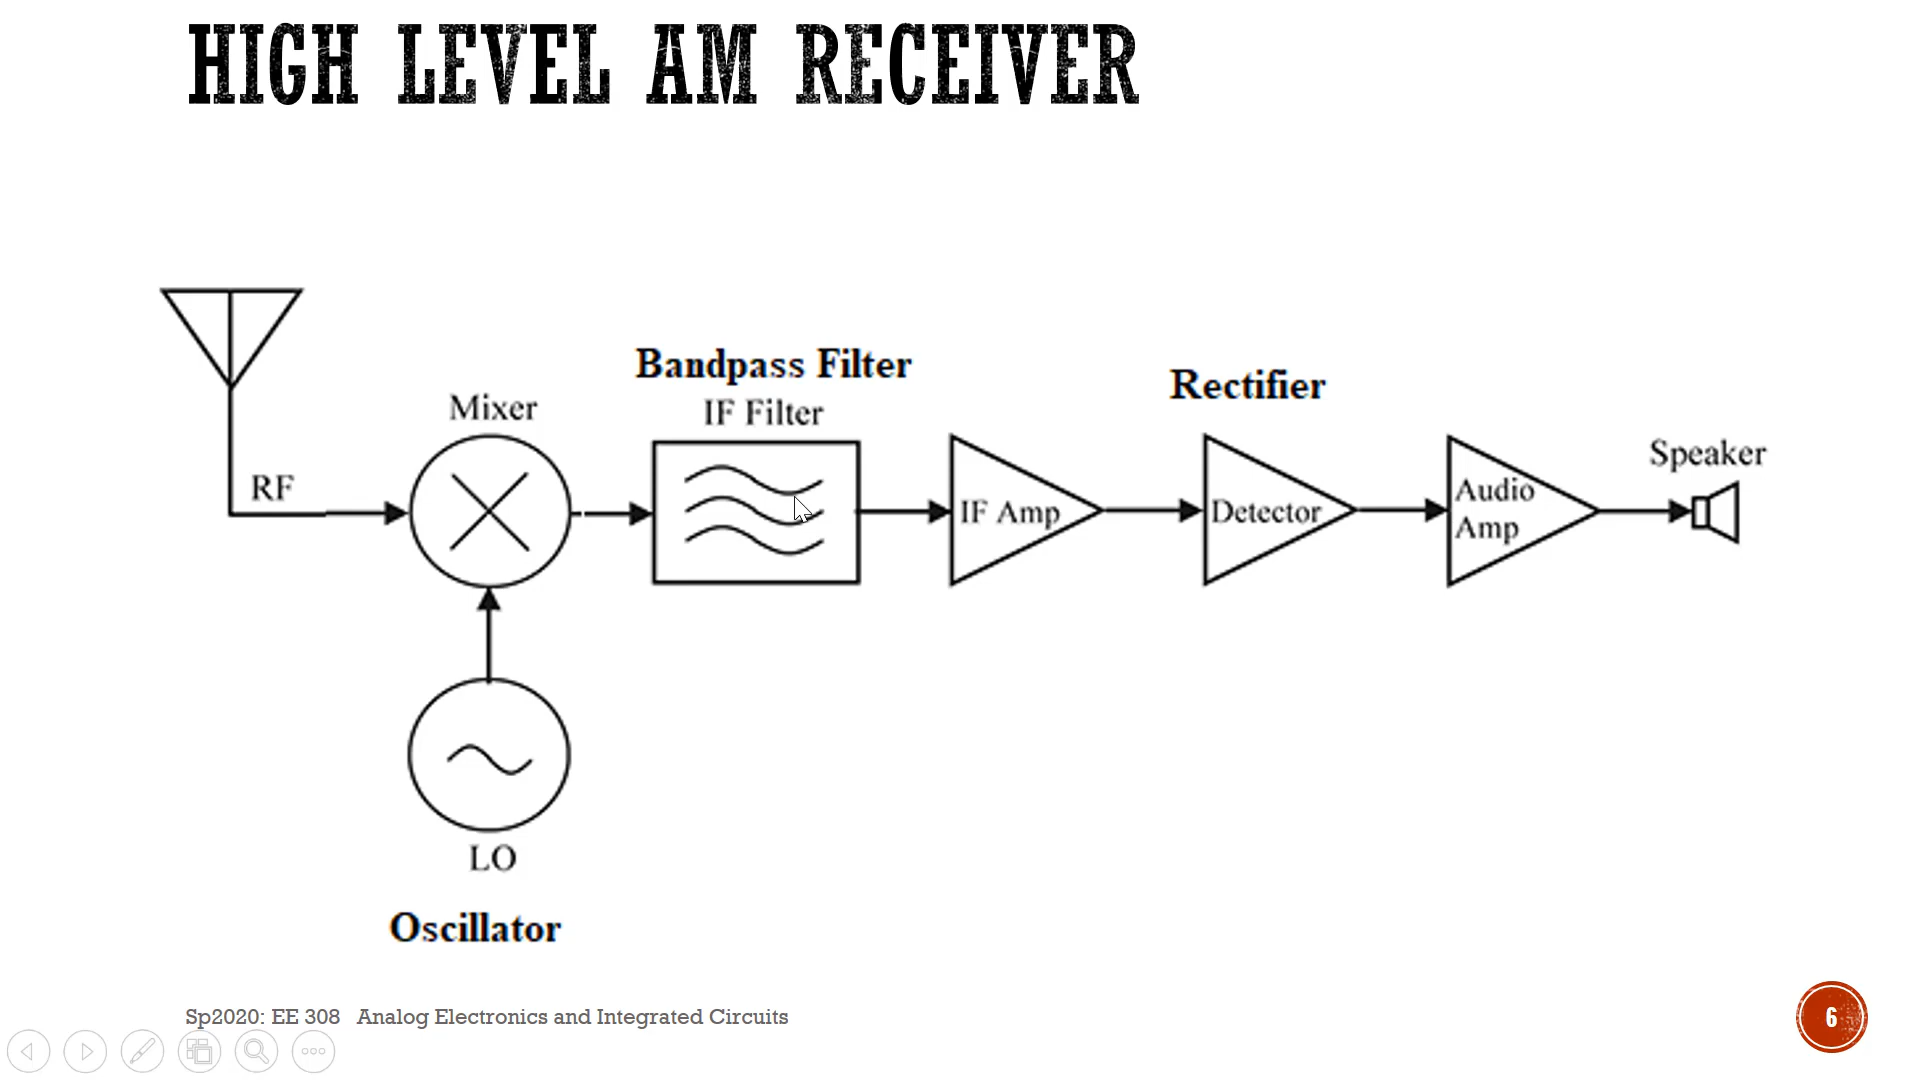 HIGH LEVEL AM RECEIVER
Bandpass Filter
Rectifier
Mixer
IF Filter
Speaker
RF
IF Amp
Detector
Audio
Amp
LO
Oscillator
Sp2020: EE 308 Analog Electronics and Integrated Circuits
6